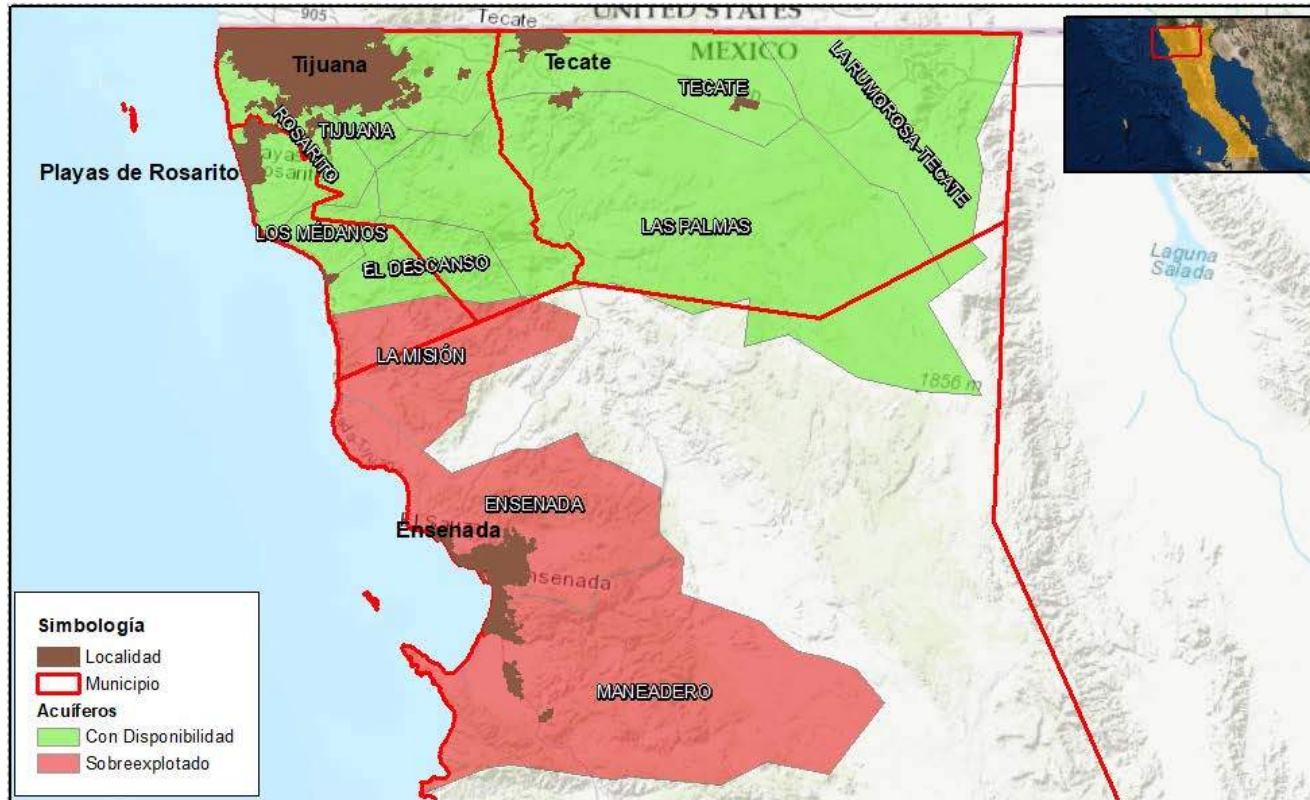 905
Tecate
UNITED STATES
MEXICO
Tijuana
Tecate
TECATE
LA RUMOROSA-TECATE
ROSARITO
TIJUANA
Playas de Rosarito
LAS PALMAS
LOS MÉDANOS
EL DESCANSO
Laguna
Salada
LA MISIÓN
1856 m
ENSENADA
Ensenada
Ensenada
MANEADERO
Simbología
Localidad
Municipio
Acuíferos
Con Disponibilidad
Sobreexplotado